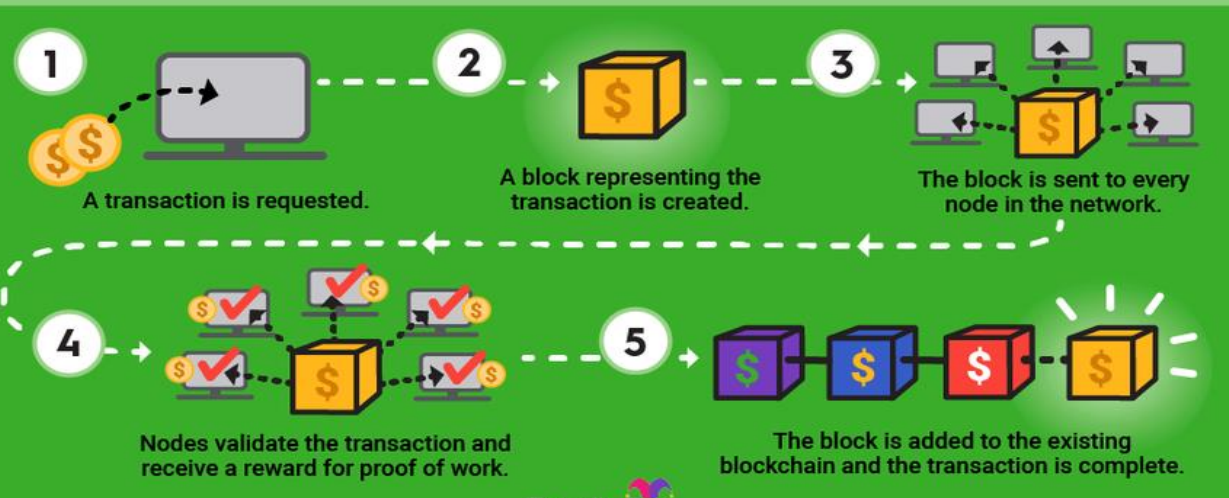 1
A transaction is requested.
2
A block representing the
transaction is created.
3
The block is sent to every
node in the network.
4
Nodes validate the transaction and
receive a reward for proof of work.
5
The block is added to the existing
blockchain and the transaction is complete.
$ $
$
$
$ $ $ $ $
$
$ $ $ $